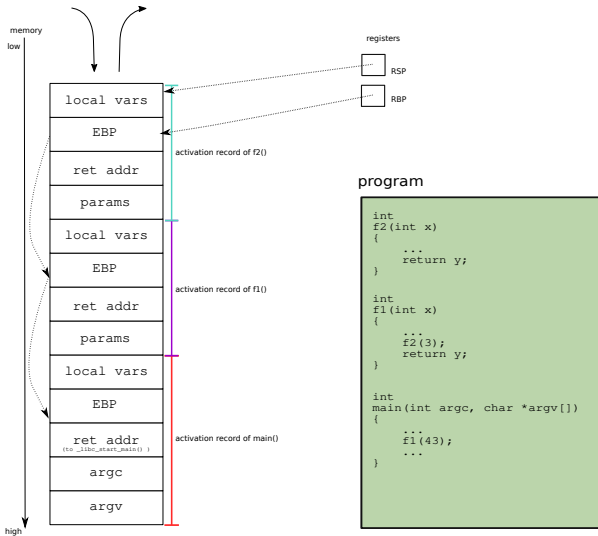 memory
low
registers
RSP
RBP
local vars
EBP
ret addr
params
activation record of f2()
local vars
EBP
ret addr
params
activation record of f1()
local vars
EBP
ret addr
(to _libc_start_main() )
argc
argv
activation record of main()
high
program
int
f2(int x)
{
...
return y;
}
int
f1(int x)
{
...
f2(3);
return y;
}
int
main(int argc, char *argv[])
{
...
f1(43);
...
}